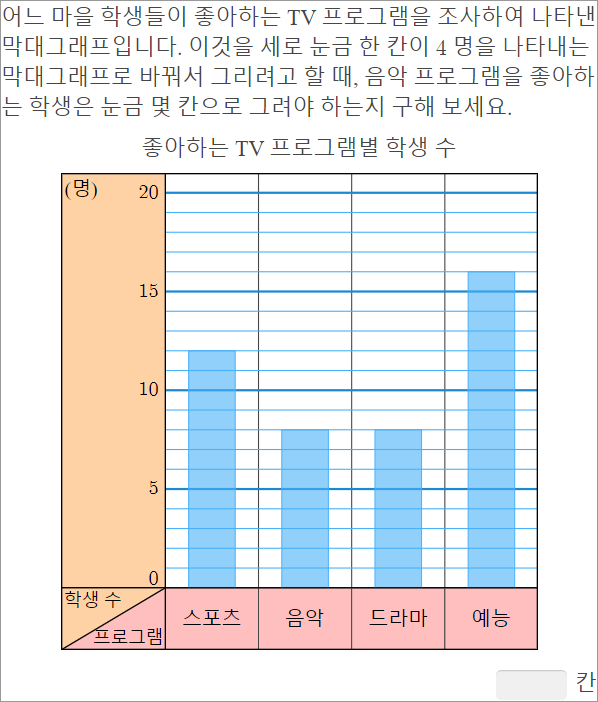 어느 마을 학생들이 좋아하는 TV 프로그램을 조사하여 나타낸
막대그래프입니다. 이것을 세로 눈금 한 칸이 4 명을 나타내는
막대그래프로 바꿔서 그리려고 할 때, 음악 프로그램을 좋아하
는 학생은 눈금 몇 칸으로 그려야 하는지 구해 보세요.
좋아하는 TV 프로그램별 학생 수
(명) 20
15
10
5
0
학생 수
프로그램 스포츠 음악 드라마 예능
칸